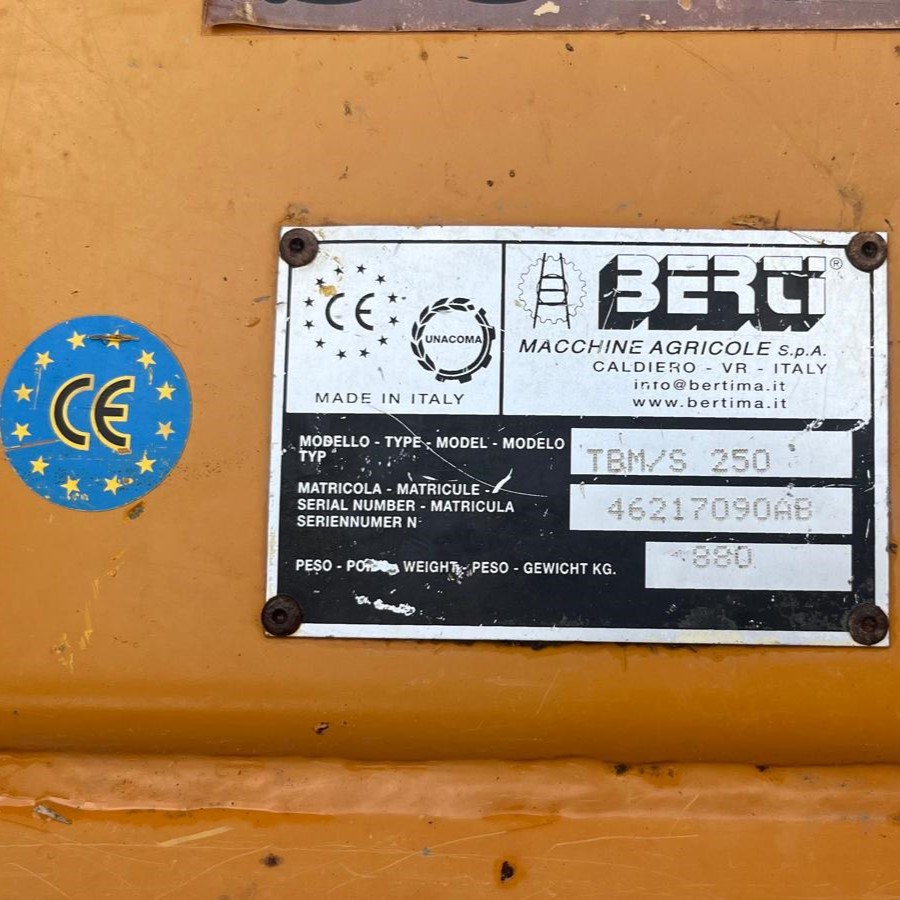 CE
CE
UNACOMA
MADE IN ITALY
BERTI®
MACCHINE AGRICOLE S.p.A.
CALDIERO - VR - ITALY
info@bertima.it
www.bertima.it
MODELLO - TYPE - MODEL - MODELO
TYP
TBM/S 250
MATRICOLA - MATRICULE -
SERIAL NUMBER - MATRICULA
SERIENNUMER N
46217090AB
PESO - WEIGHT - PESO - GEWICHT KG.
880